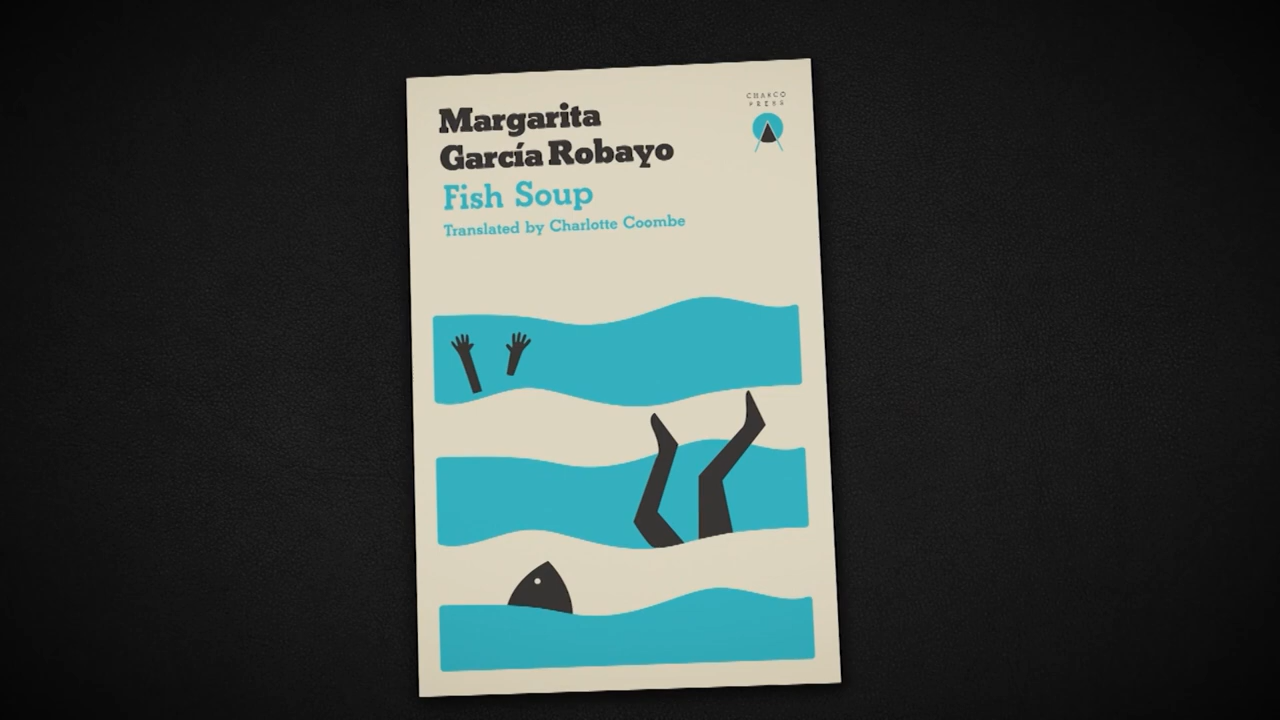 Margarita
García Robayo
Fish Soup
Translated by Charlotte Coombe
CHARCO
PRESS